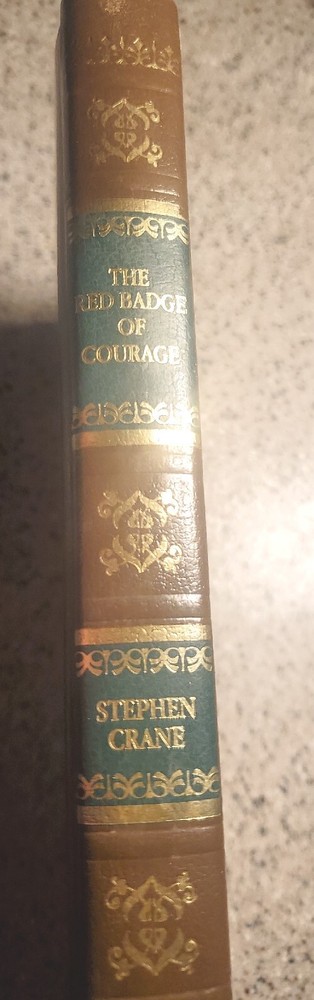 THE
RED BADGE
OF
COURAGE
STEPHEN
CRANE